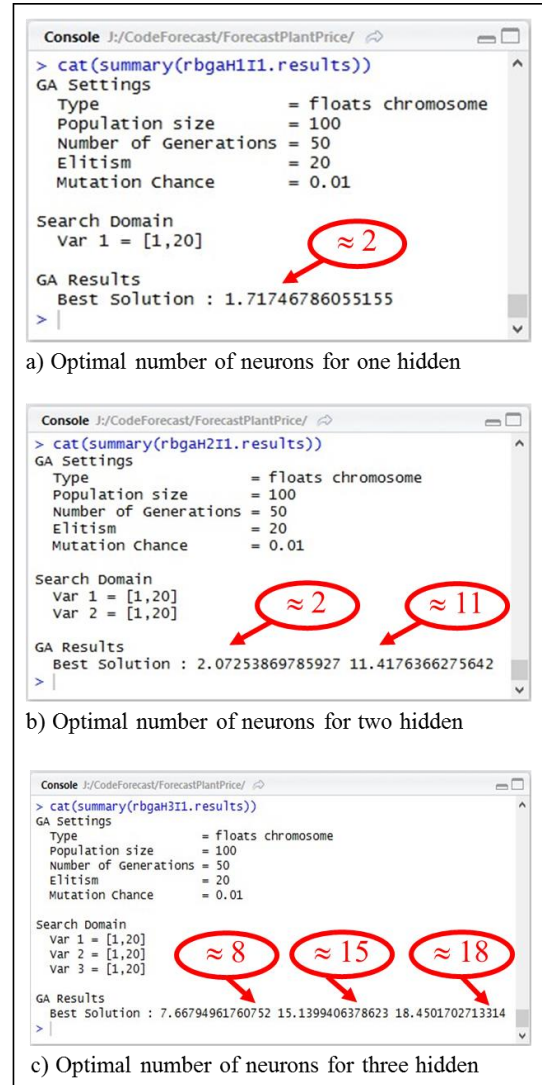 Console J:/CodeForecast/ForecastPlantPrice/
> cat(summary(rbgaH1I1.results))
GA Settings
Type = floats chromosome
Population size = 100
Number of Generations = 50
Elitism = 20
Mutation Chance = 0.01
Search Domain
Var 1 = [1,20]
≈ 2
GA Results
Best Solution : 1.71746786055155
>
a) Optimal number of neurons for one hidden
Console J:/CodeForecast/ForecastPlantPrice/
> cat(summary(rbgaH2I1.results))
GA Settings
Type = floats chromosome
Population size = 100
Number of Generations = 50
Elitism = 20
Mutation Chance = 0.01
Search Domain
Var 1 = [1,20]
Var 2 = [1,20]
≈ 2 ≈ 11
GA Results
Best Solution : 2.07253869785927 11.4176366275642
>
b) Optimal number of neurons for two hidden
Console J:/CodeForecast/ForecastPlantPrice/
> cat(summary(rbgaH3I1.results))
GA Settings
Type = floats chromosome
Population size = 100
Number of Generations = 50
Elitism = 20
Mutation Chance = 0.01
Search Domain
Var 1 = [1,20]
Var 2 = [1,20]
Var 3 = [1,20]
≈ 8 ≈ 15 ≈ 18
GA Results
Best Solution : 7.66794961760752 15.1399406378623 18.4501702713314
>
c) Optimal number of neurons for three hidden